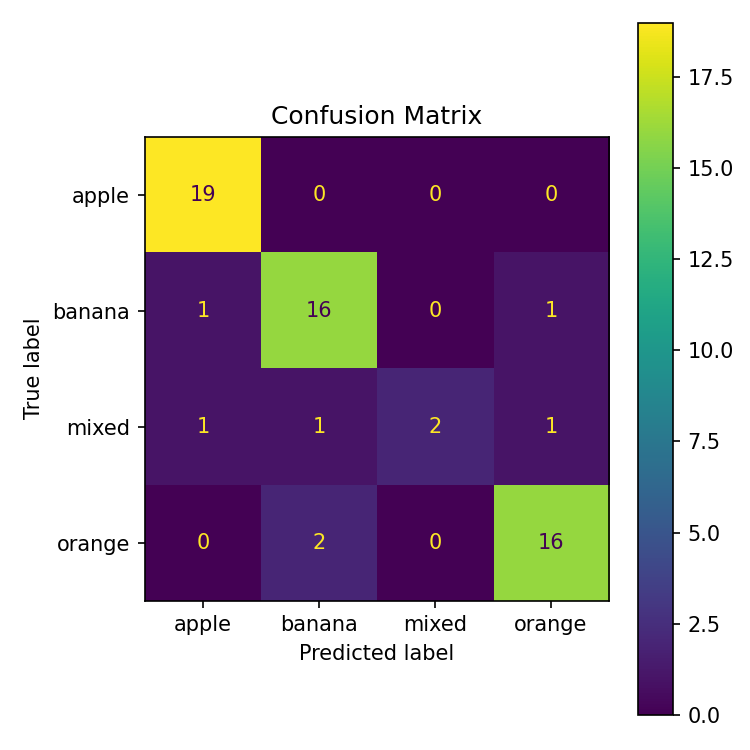 Confusion Matrix
apple 19 0 0 0
banana 1 16 0 1
mixed 1 1 2 1
orange 0 2 0 16
apple banana mixed orange
Predicted label
True label
17.5
15.0
12.5
10.0
7.5
5.0
2.5
0.0